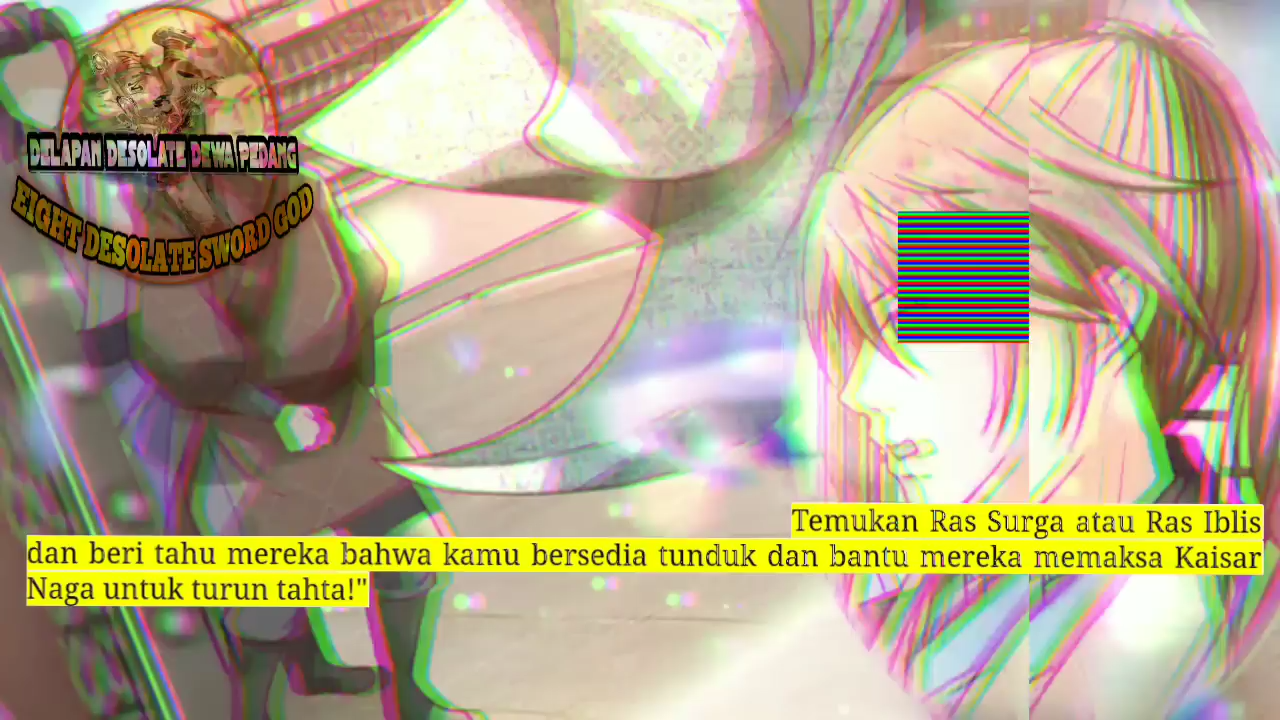 DELAPAN DESOLATE DEWA PEDANG
EIGHT DESOLATE SWORD GOD
Temukan Ras Surga atau Ras Iblis
dan beri tahu mereka bahwa kamu bersedia tunduk dan bantu mereka memaksa Kaisar
Naga untuk turun tahta!"